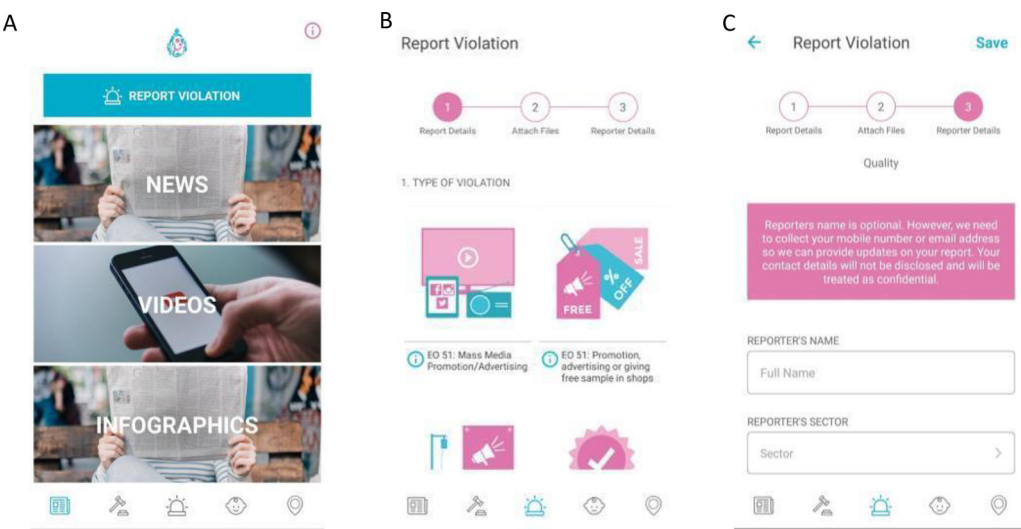 A
REPORT VIOLATION
NEWS
VIDEOS
INFOGRAPHICS
B
Report Violation
1 2 3
Report Details Attach Files Reporter Details
1. TYPE OF VIOLATION
SALE
% OFF
FREE
EO 51: Mass Media
Promotion/Advertising
EO 51: Promotion,
advertising or giving
free sample in shops
C
Report Violation Save
1 2 3
Report Details Attach Files Reporter Details
Quality
Reporters name is optional. However, we need
to collect your mobile number or email address
so we can provide updates on your report. Your
contact details will not be disclosed and will be
treated as confidential.
REPORTER'S NAME
Full Name
REPORTER'S SECTOR
Sector